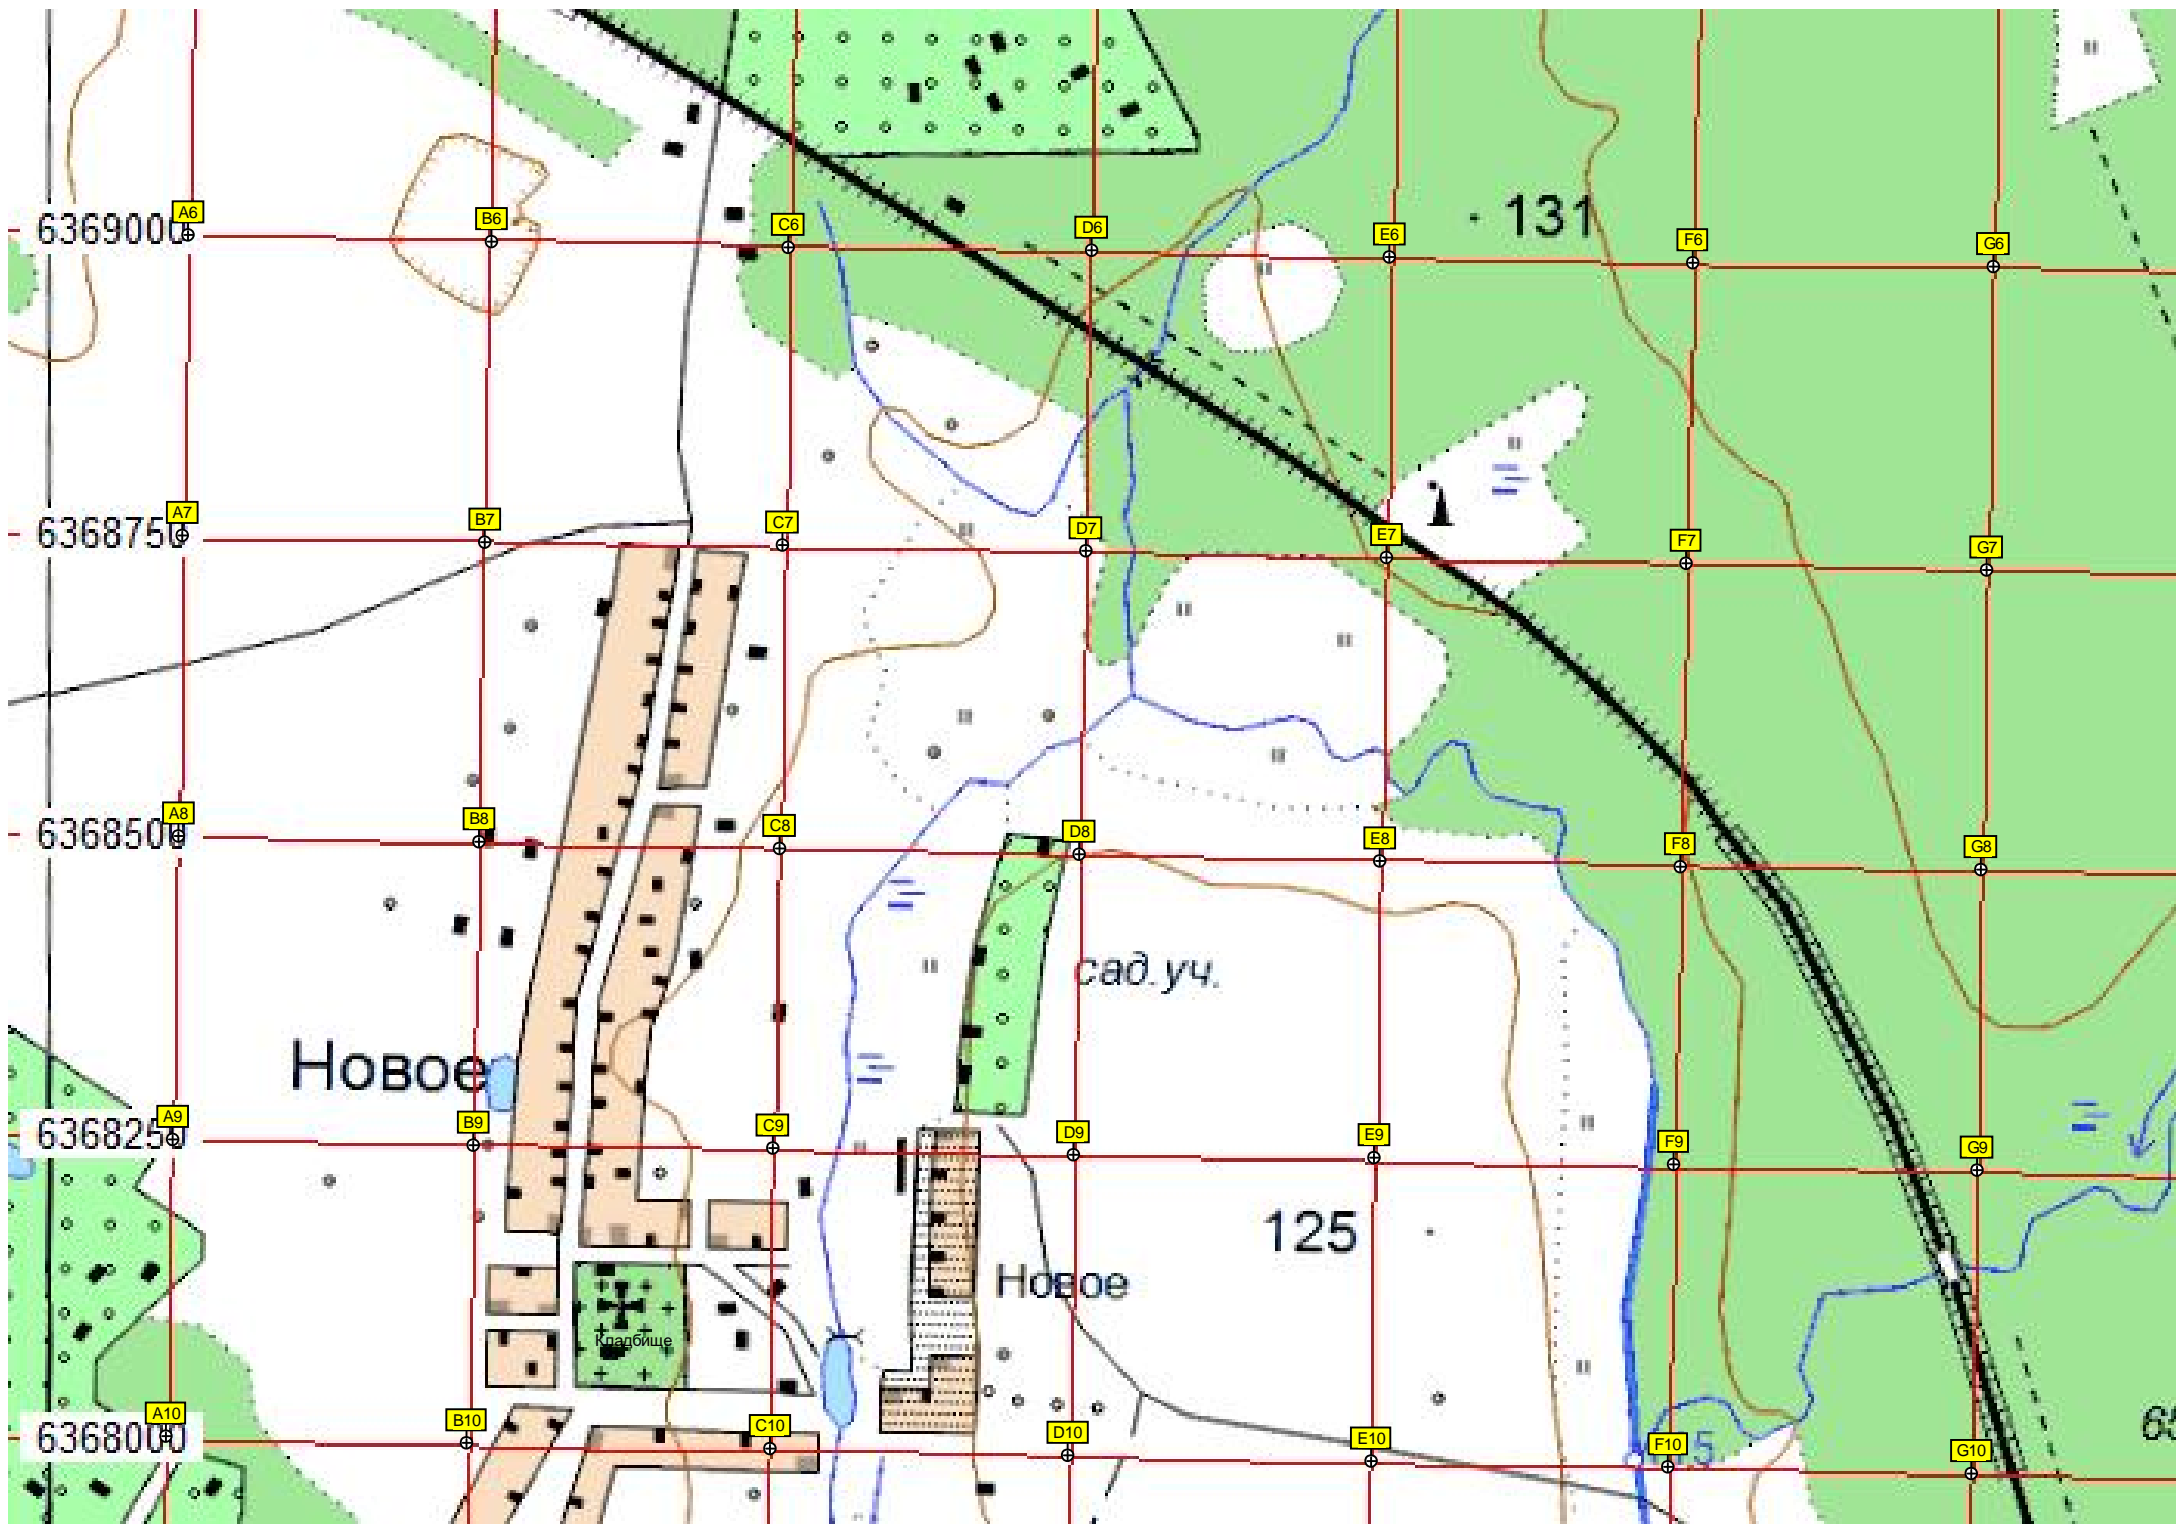 131
A6 B6 C6 D6 E6 F6 G6
6369000
A7 B7 C7 D7 E7 F7 G7
6368750
A8 B8 C8 D8 E8 F8 G8
6368500
сад.уч.
Новое
A9 B9 C9 D9 E9 F9 G9
6368250
125
Новое
Кладбище
A10 B10 C10 D10 E10 F10 G10
6368000